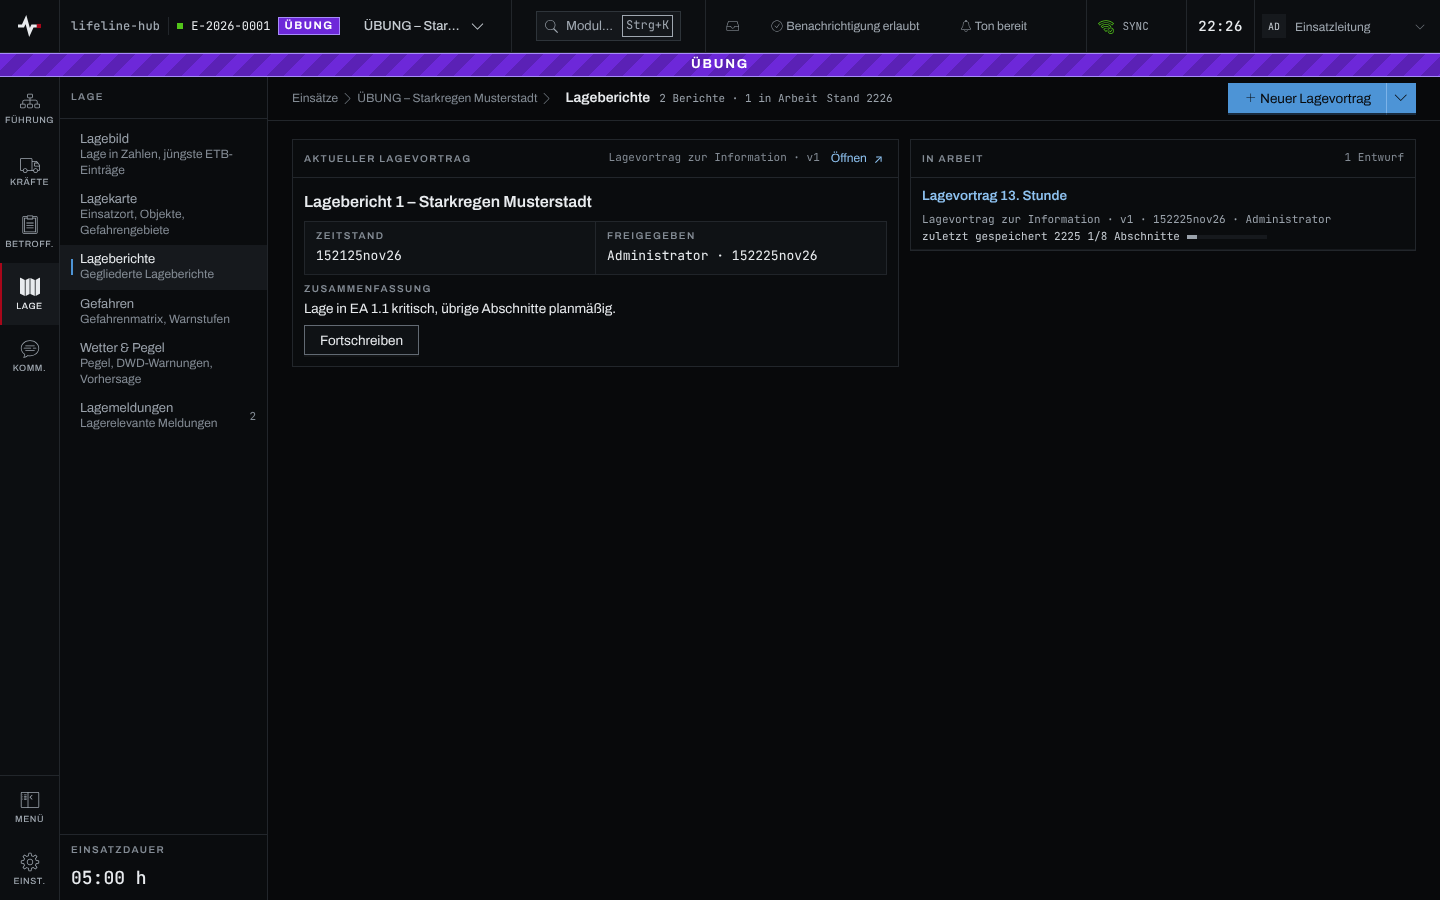 lifeline-hub E-2026-0001 ÜBUNG ÜBUNG – Star... Modul... Strg+K Benachrichtigung erlaubt Ton bereit SYNC 22:26 AD Einsatzleitung
ÜBUNG
FÜHRUNG
KRÄFTE
BETROFF.
LAGE
KOMM.
MENÜ
EINST.
LAGE
Lagebild
Lage in Zahlen, jüngste ETB-
Einträge
Lagekarte
Einsatzort, Objekte,
Gefahrengebiete
Lageberichte
Gegliederte Lageberichte
Gefahren
Gefahrenmatrix, Warnstufen
Wetter & Pegel
Pegel, DWD-Warnungen,
Vorhersage
Lagemeldungen
Lagerelevante Meldungen 2
EINSATZDAUER
05:00 h
Einsätze ÜBUNG – Starkregen Musterstadt Lageberichte 2 Berichte · 1 in Arbeit Stand 2226
+ Neuer Lagevortrag
AKTUELLER LAGEVORTRAG Lagevortrag zur Information · v1 Öffnen ↗
Lagebericht 1 – Starkregen Musterstadt
ZEITSTAND
152125nov26
FREIGEGEBEN
Administrator · 152225nov26
ZUSAMMENFASSUNG
Lage in EA 1.1 kritisch, übrige Abschnitte planmäßig.
Fortschreiben
IN ARBEIT 1 Entwurf
Lagevortrag 13. Stunde
Lagevortrag zur Information · v1 · 152225nov26 · Administrator
zuletzt gespeichert 2225 1/8 Abschnitte